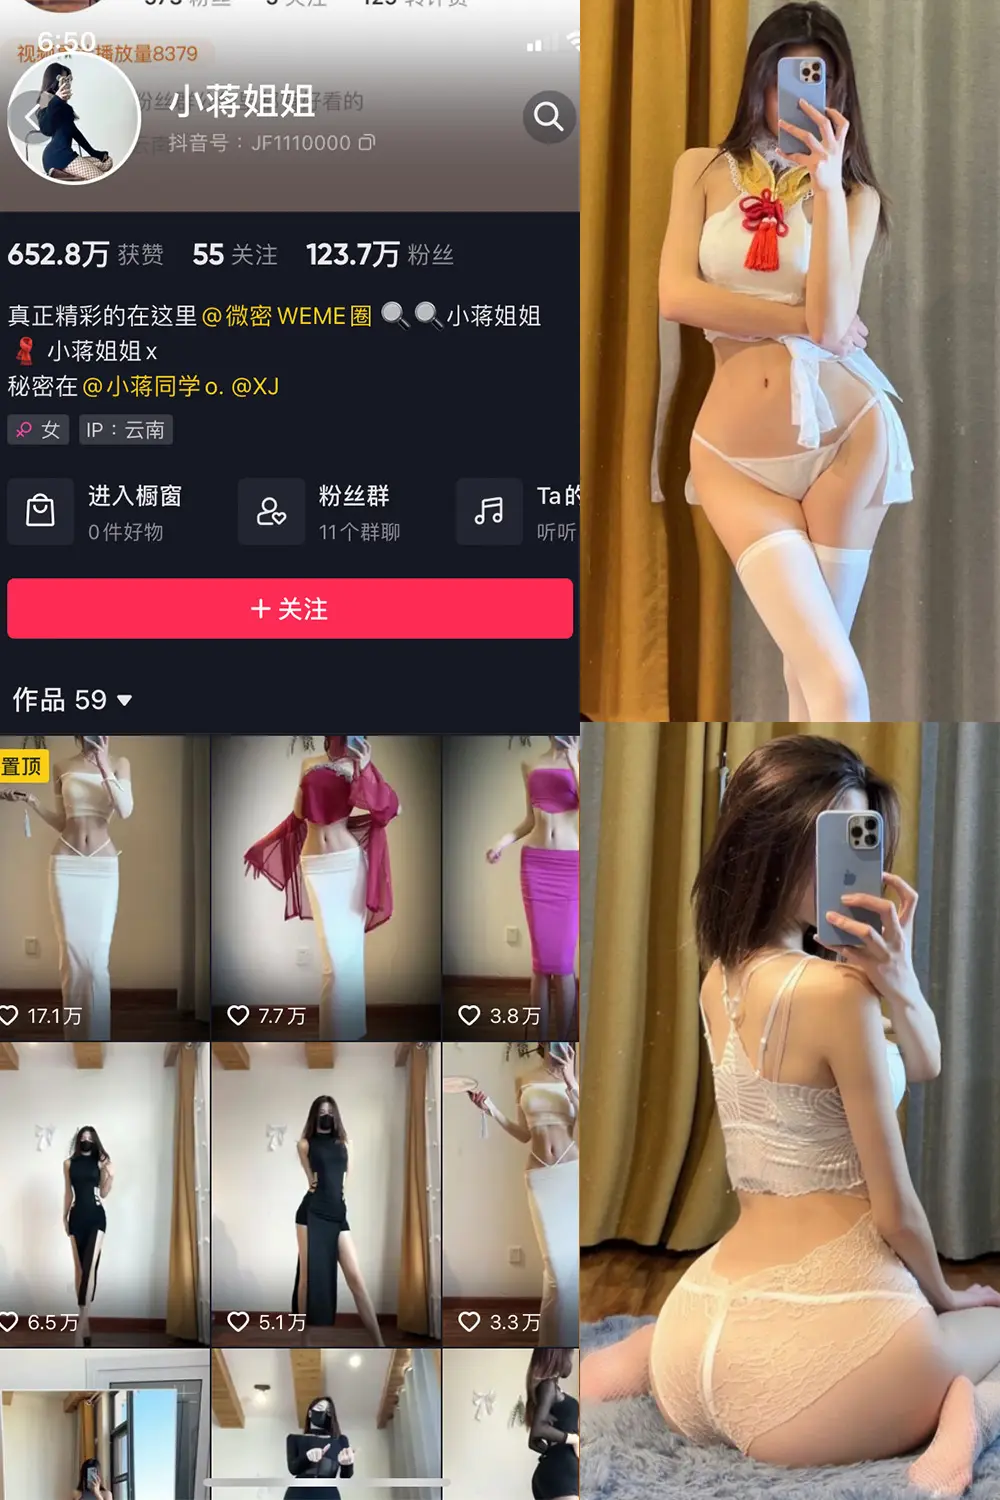 6:50
播放量8379
小蒋姐姐
抖音号：JF1110000
652.8万 获赞 55 关注 123.7万 粉丝
真正精彩的在这里@微密 WEME圈 小蒋姐姐
小蒋姐姐x
秘密在@小蒋同学o. @XJ
女 IP：云南
进入橱窗
0件好物
粉丝群
11个群聊
Ta的
听听
关注
作品 59
置顶
17.1万
7.7万
3.8万
6.5万
5.1万
3.3万